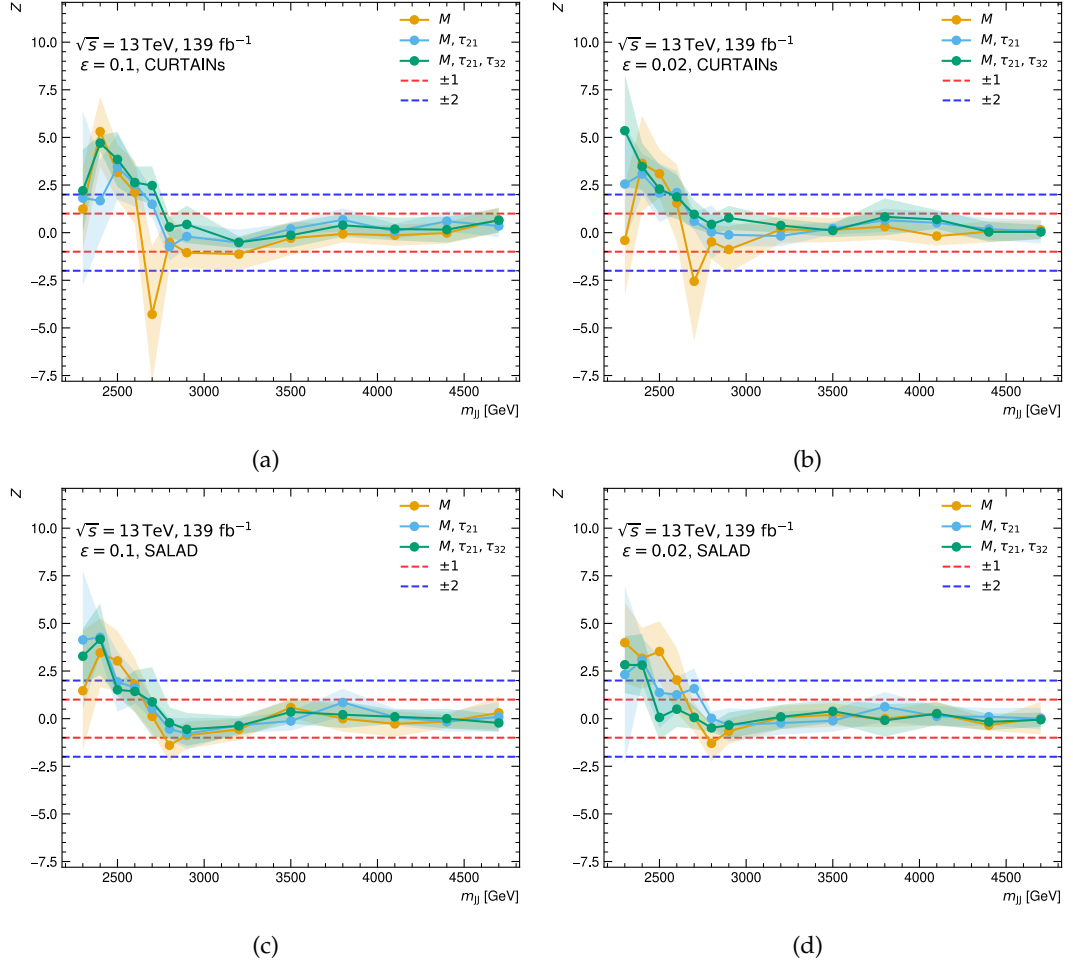 Z
10.0
7.5
5.0
2.5
0.0
−2.5
−5.0
−7.5
√s = 13 TeV, 139 fb⁻¹
ε = 0.1, CURTAINs
M
M, τ₂₁
M, τ₂₁, τ₃₂
±1
±2
2500 3000 3500 4000 4500
m_JJ [GeV]
(a)
Z
10.0
7.5
5.0
2.5
0.0
−2.5
−5.0
−7.5
√s = 13 TeV, 139 fb⁻¹
ε = 0.02, CURTAINs
M
M, τ₂₁
M, τ₂₁, τ₃₂
±1
±2
2500 3000 3500 4000 4500
m_JJ [GeV]
(b)
Z
10.0
7.5
5.0
2.5
0.0
−2.5
−5.0
−7.5
√s = 13 TeV, 139 fb⁻¹
ε = 0.1, SALAD
M
M, τ₂₁
M, τ₂₁, τ₃₂
±1
±2
2500 3000 3500 4000 4500
m_JJ [GeV]
(c)
Z
10.0
7.5
5.0
2.5
0.0
−2.5
−5.0
−7.5
√s = 13 TeV, 139 fb⁻¹
ε = 0.02, SALAD
M
M, τ₂₁
M, τ₂₁, τ₃₂
±1
±2
2500 3000 3500 4000 4500
m_JJ [GeV]
(d)